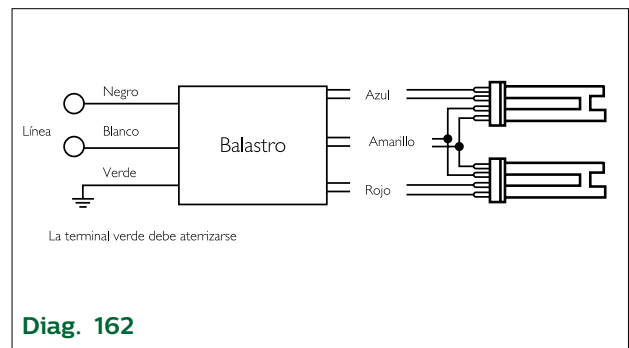 Negro
Azul
Línea
Blanco
Balastro
Amarillo
Verde
Rojo
La terminal verde debe aterrizarse
Diag. 162